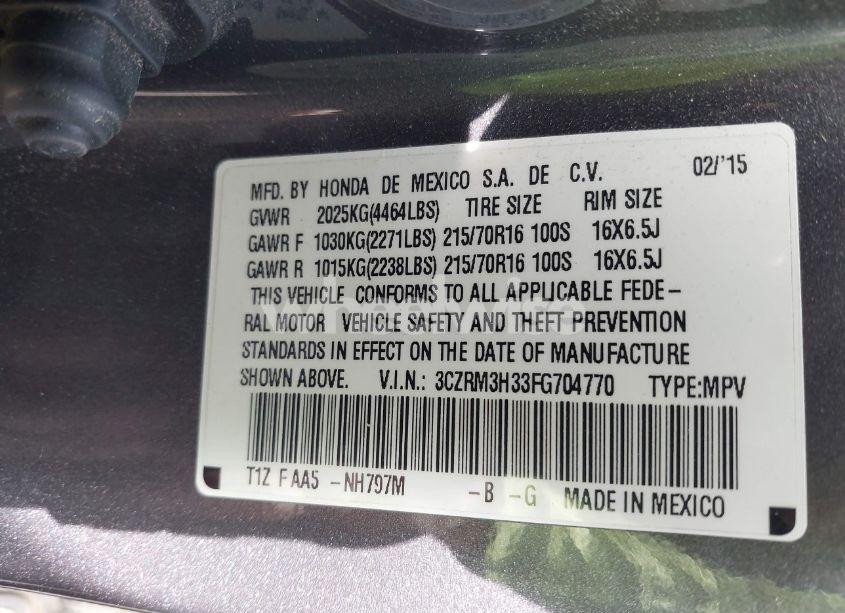 MFD. BY HONDA DE MEXICO S.A. DE C.V. 02/'15
GVWR 2025KG(4464LBS) TIRE SIZE RIM SIZE
GAWR F 1030KG(2271LBS) 215/70R16 100S 16X6.5J
GAWR R 1015KG(2238LBS) 215/70R16 100S 16X6.5J
THIS VEHICLE CONFORMS TO ALL APPLICABLE FEDE-
RAL MOTOR VEHICLE SAFETY AND THEFT PREVENTION
STANDARDS IN EFFECT ON THE DATE OF MANUFACTURE
SHOWN ABOVE. V.I.N.: 3CZRM3H33FG704770 TYPE:MPV
T1Z F AA5 -NH797M -B -G MADE IN MEXICO